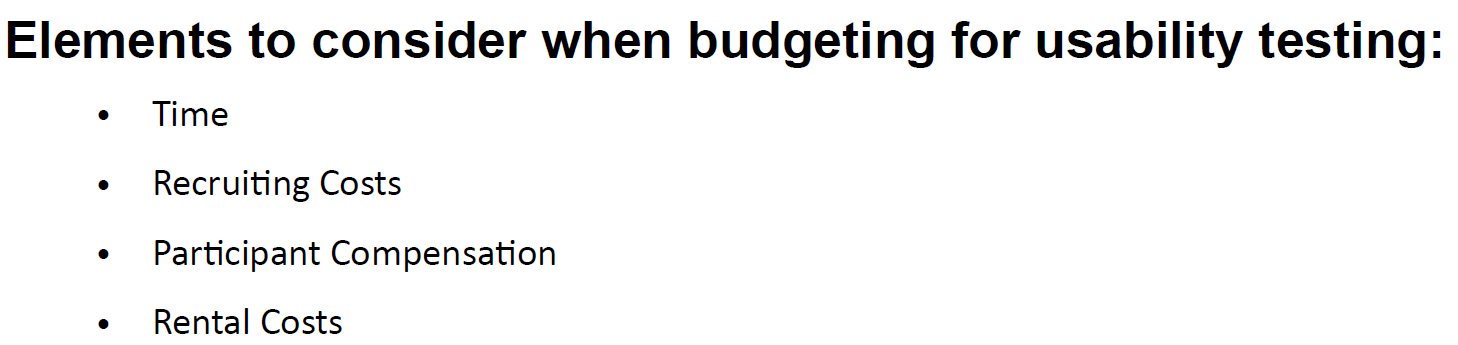 Elements to consider when budgeting for usability testing:
• Time
• Recruiting Costs
• Participant Compensation
• Rental Costs